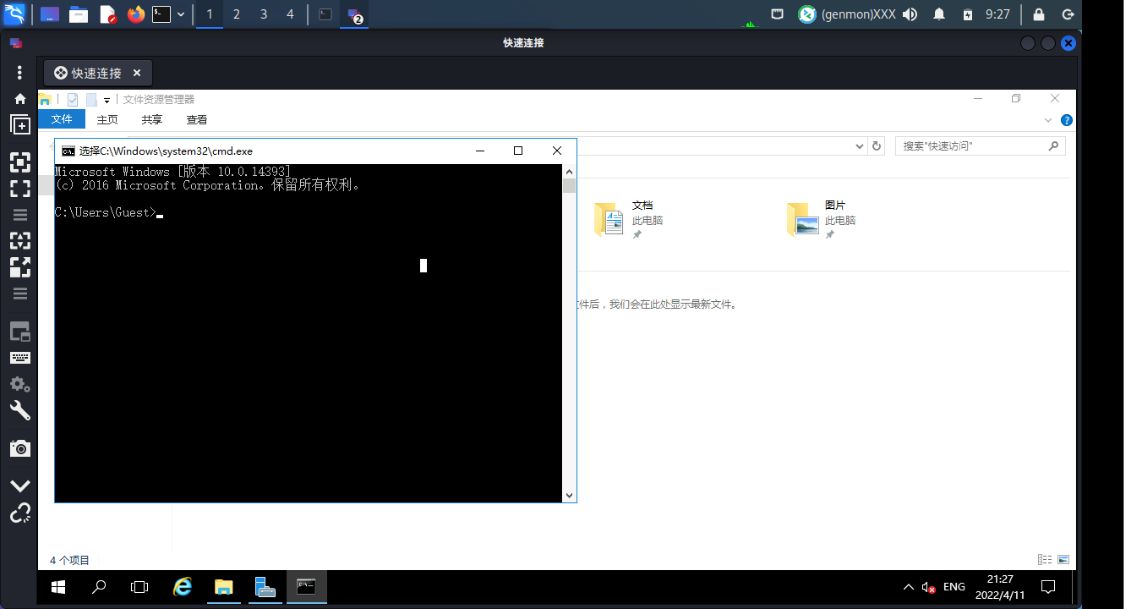 1 2 3 4
2
(genmon)XXX
9:27
快速连接
快速连接
文件资源管理器
文件 主页 共享 查看
搜索"快速访问"
选择C:\Windows\system32\cmd.exe
Microsoft Windows [版本 10.0.14393]
(c) 2016 Microsoft Corporation。保留所有权利。
C:\Users\Guest>
文档
此电脑
图片
此电脑
件后，我们会在此处显示最新文件。
4 个项目
ENG
21:27
2022/4/11